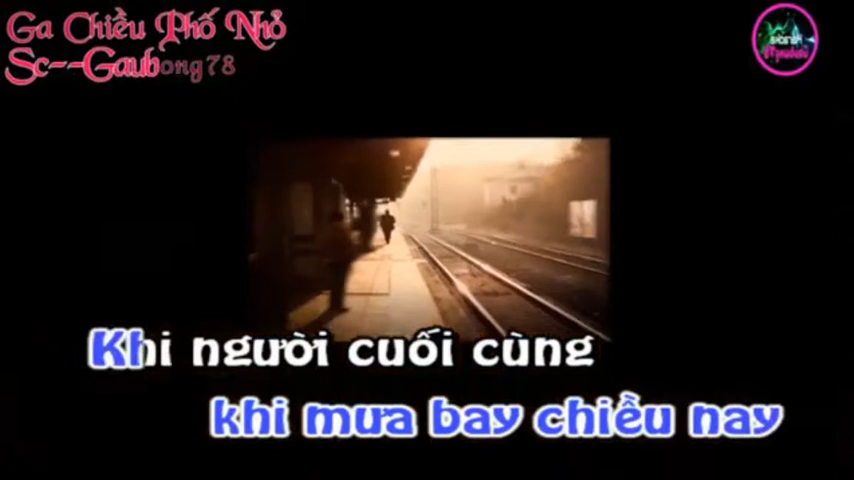 Ga Chiều Phố Nhỏ
Sc--Gaubong78
Khi người cuối cùng
khi mưa bay chiều nay